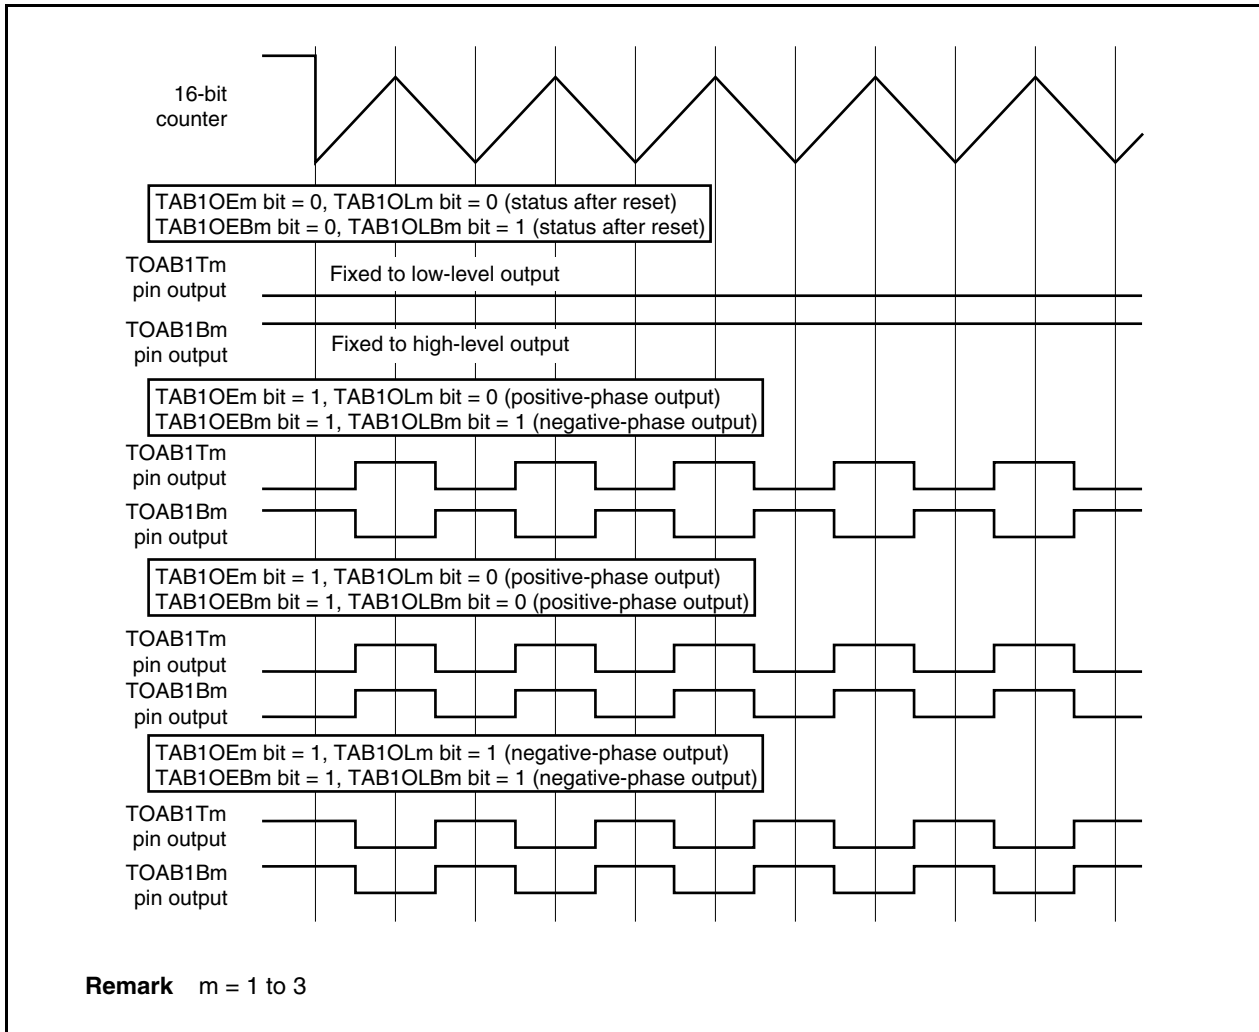 16-bit
counter
TAB1OEm bit = 0, TAB1OLm bit = 0 (status after reset)
TAB1OEBm bit = 0, TAB1OLBm bit = 1 (status after reset)
TOAB1Tm
pin output
Fixed to low-level output
TOAB1Bm
pin output
Fixed to high-level output
TAB1OEm bit = 1, TAB1OLm bit = 0 (positive-phase output)
TAB1OEBm bit = 1, TAB1OLBm bit = 1 (negative-phase output)
TOAB1Tm
pin output
TOAB1Bm
pin output
TAB1OEm bit = 1, TAB1OLm bit = 0 (positive-phase output)
TAB1OEBm bit = 1, TAB1OLBm bit = 0 (positive-phase output)
TOAB1Tm
pin output
TOAB1Bm
pin output
TAB1OEm bit = 1, TAB1OLm bit = 1 (negative-phase output)
TAB1OEBm bit = 1, TAB1OLBm bit = 1 (negative-phase output)
TOAB1Tm
pin output
TOAB1Bm
pin output
Remark m = 1 to 3